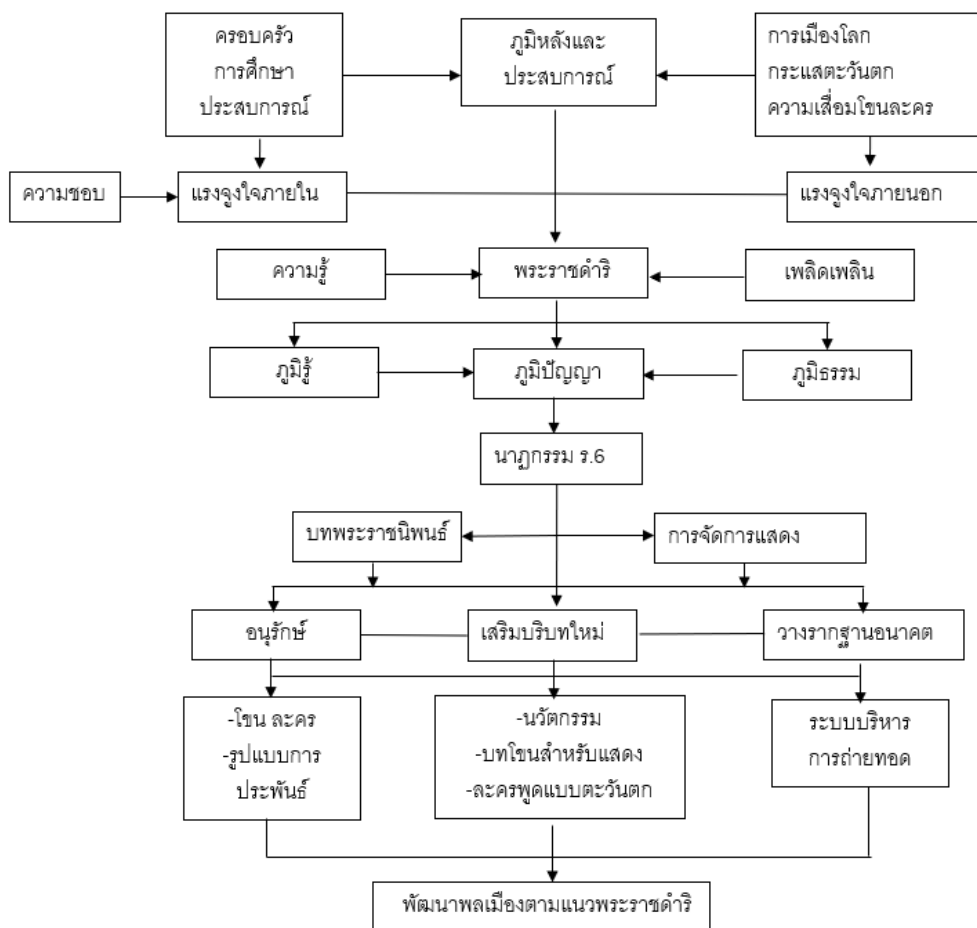 ครอบครัว
การศึกษา
ประสบการณ์
ภูมิหลังและ
ประสบการณ์
การเมืองโลก
กระแสตะวันตก
ความเสื่อมโขนละคร
ความชอบ
แรงจูงใจภายใน
แรงจูงใจภายนอก
ความรู้
พระราชดำริ
เพลิดเพลิน
ภูมิรู้
ภูมิปัญญา
ภูมิธรรม
นาฏกรรม ร.6
บทพระราชนิพนธ์
การจัดการแสดง
อนุรักษ์
เสริมบริบทใหม่
วางรากฐานอนาคต
-โขน ละคร
-รูปแบบการ
ประพันธ์
-นวัตกรรม
-บทโขนสำหรับแสดง
-ละครพูดแบบตะวันตก
ระบบบริหาร
การถ่ายทอด
พัฒนาพลเมืองตามแนวพระราชดำริ